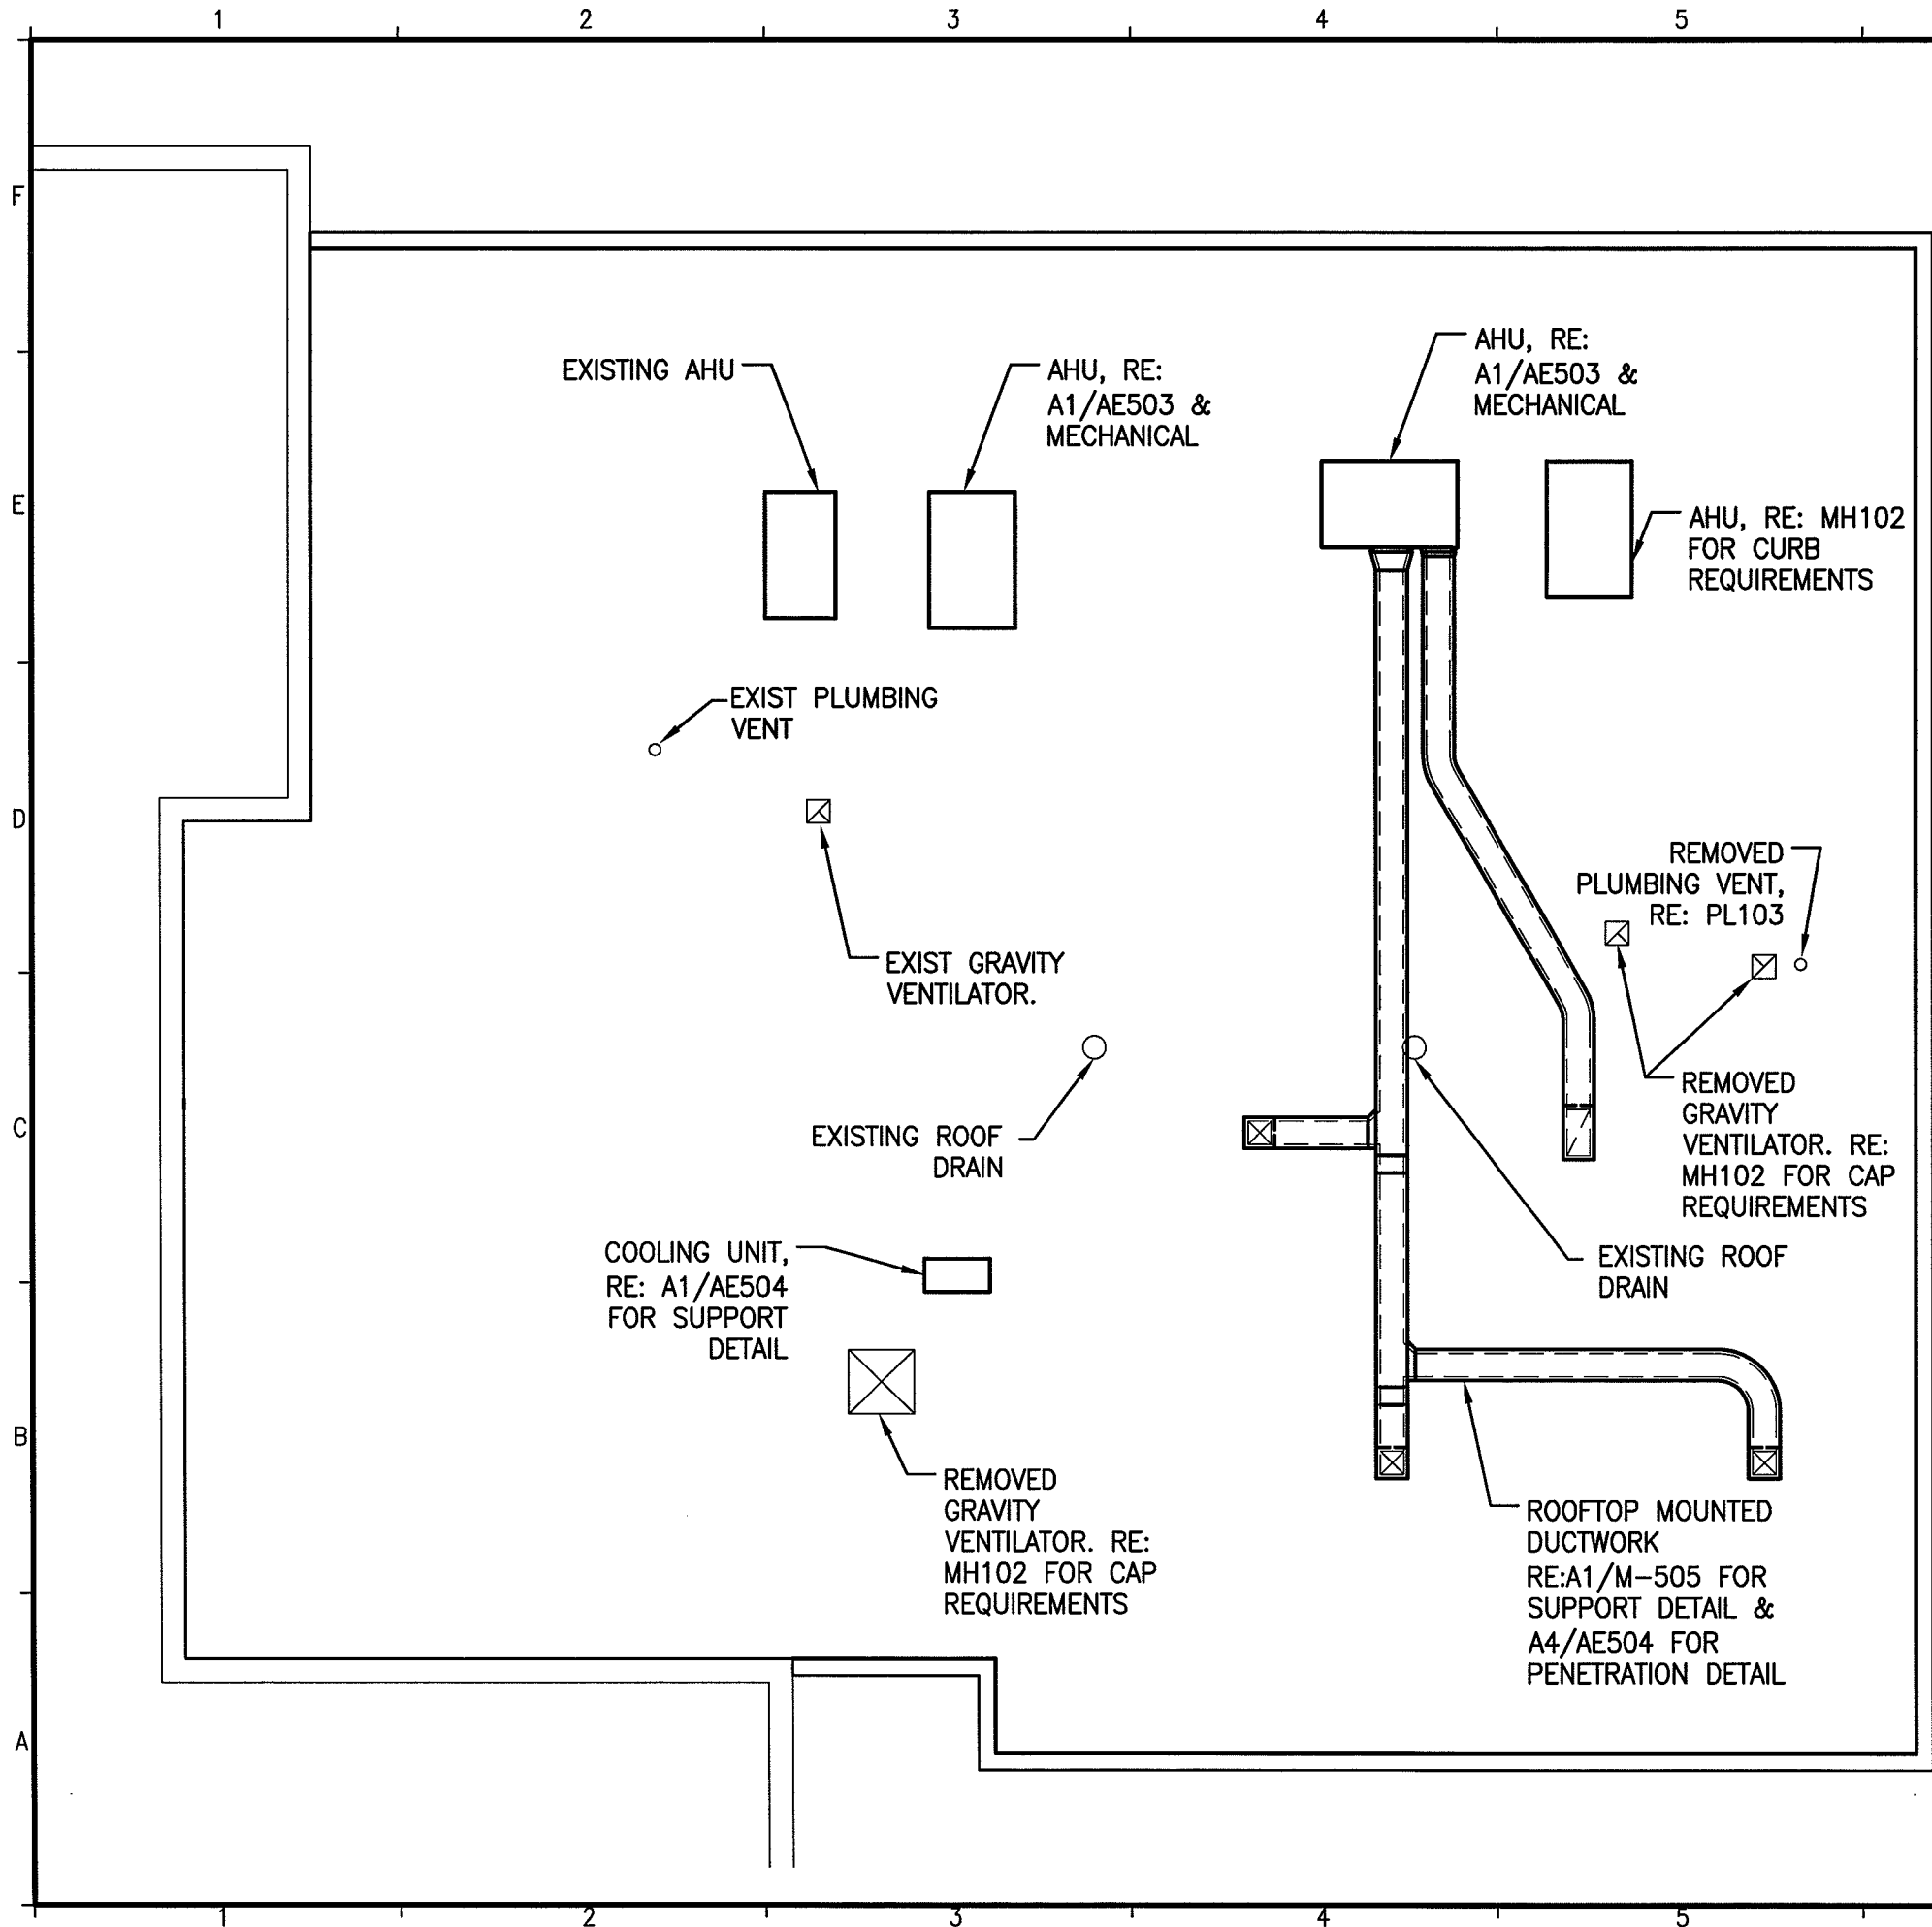 1 2 3 4 5
F
E
D
C
B
A
EXISTING AHU
AHU, RE:
A1/AE503 &
MECHANICAL
AHU, RE:
A1/AE503 &
MECHANICAL
AHU, RE: MH102
FOR CURB
REQUIREMENTS
EXIST PLUMBING
VENT
EXIST GRAVITY
VENTILATOR.
REMOVED
PLUMBING VENT,
RE: PL103
EXISTING ROOF
DRAIN
REMOVED
GRAVITY
VENTILATOR. RE:
MH102 FOR CAP
REQUIREMENTS
EXISTING ROOF
DRAIN
COOLING UNIT,
RE: A1/AE504
FOR SUPPORT
DETAIL
REMOVED
GRAVITY
VENTILATOR. RE:
MH102 FOR CAP
REQUIREMENTS
ROOFTOP MOUNTED
DUCTWORK
RE:A1/M-505 FOR
SUPPORT DETAIL &
A4/AE504 FOR
PENETRATION DETAIL
1 2 3 4 5